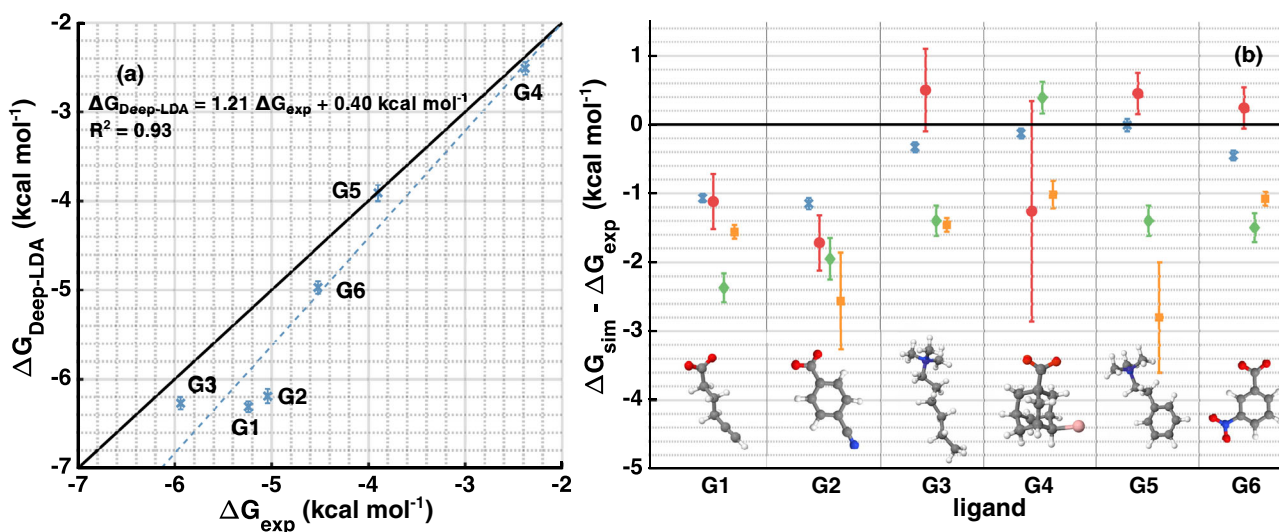 (a)
ΔG_Deep-LDA = 1.21 ΔG_exp + 0.40 kcal mol⁻¹
R² = 0.93
G4
G5
G6
G3
G2
G1
-2
-3
-4
-5
-6
-7
ΔG_Deep-LDA (kcal mol⁻¹)
-7 -6 -5 -4 -3 -2
ΔG_exp (kcal mol⁻¹)
(b)
1
0
-1
-2
-3
-4
-5
ΔG_sim - ΔG_exp (kcal mol⁻¹)
G1 G2 G3 G4 G5 G6
ligand